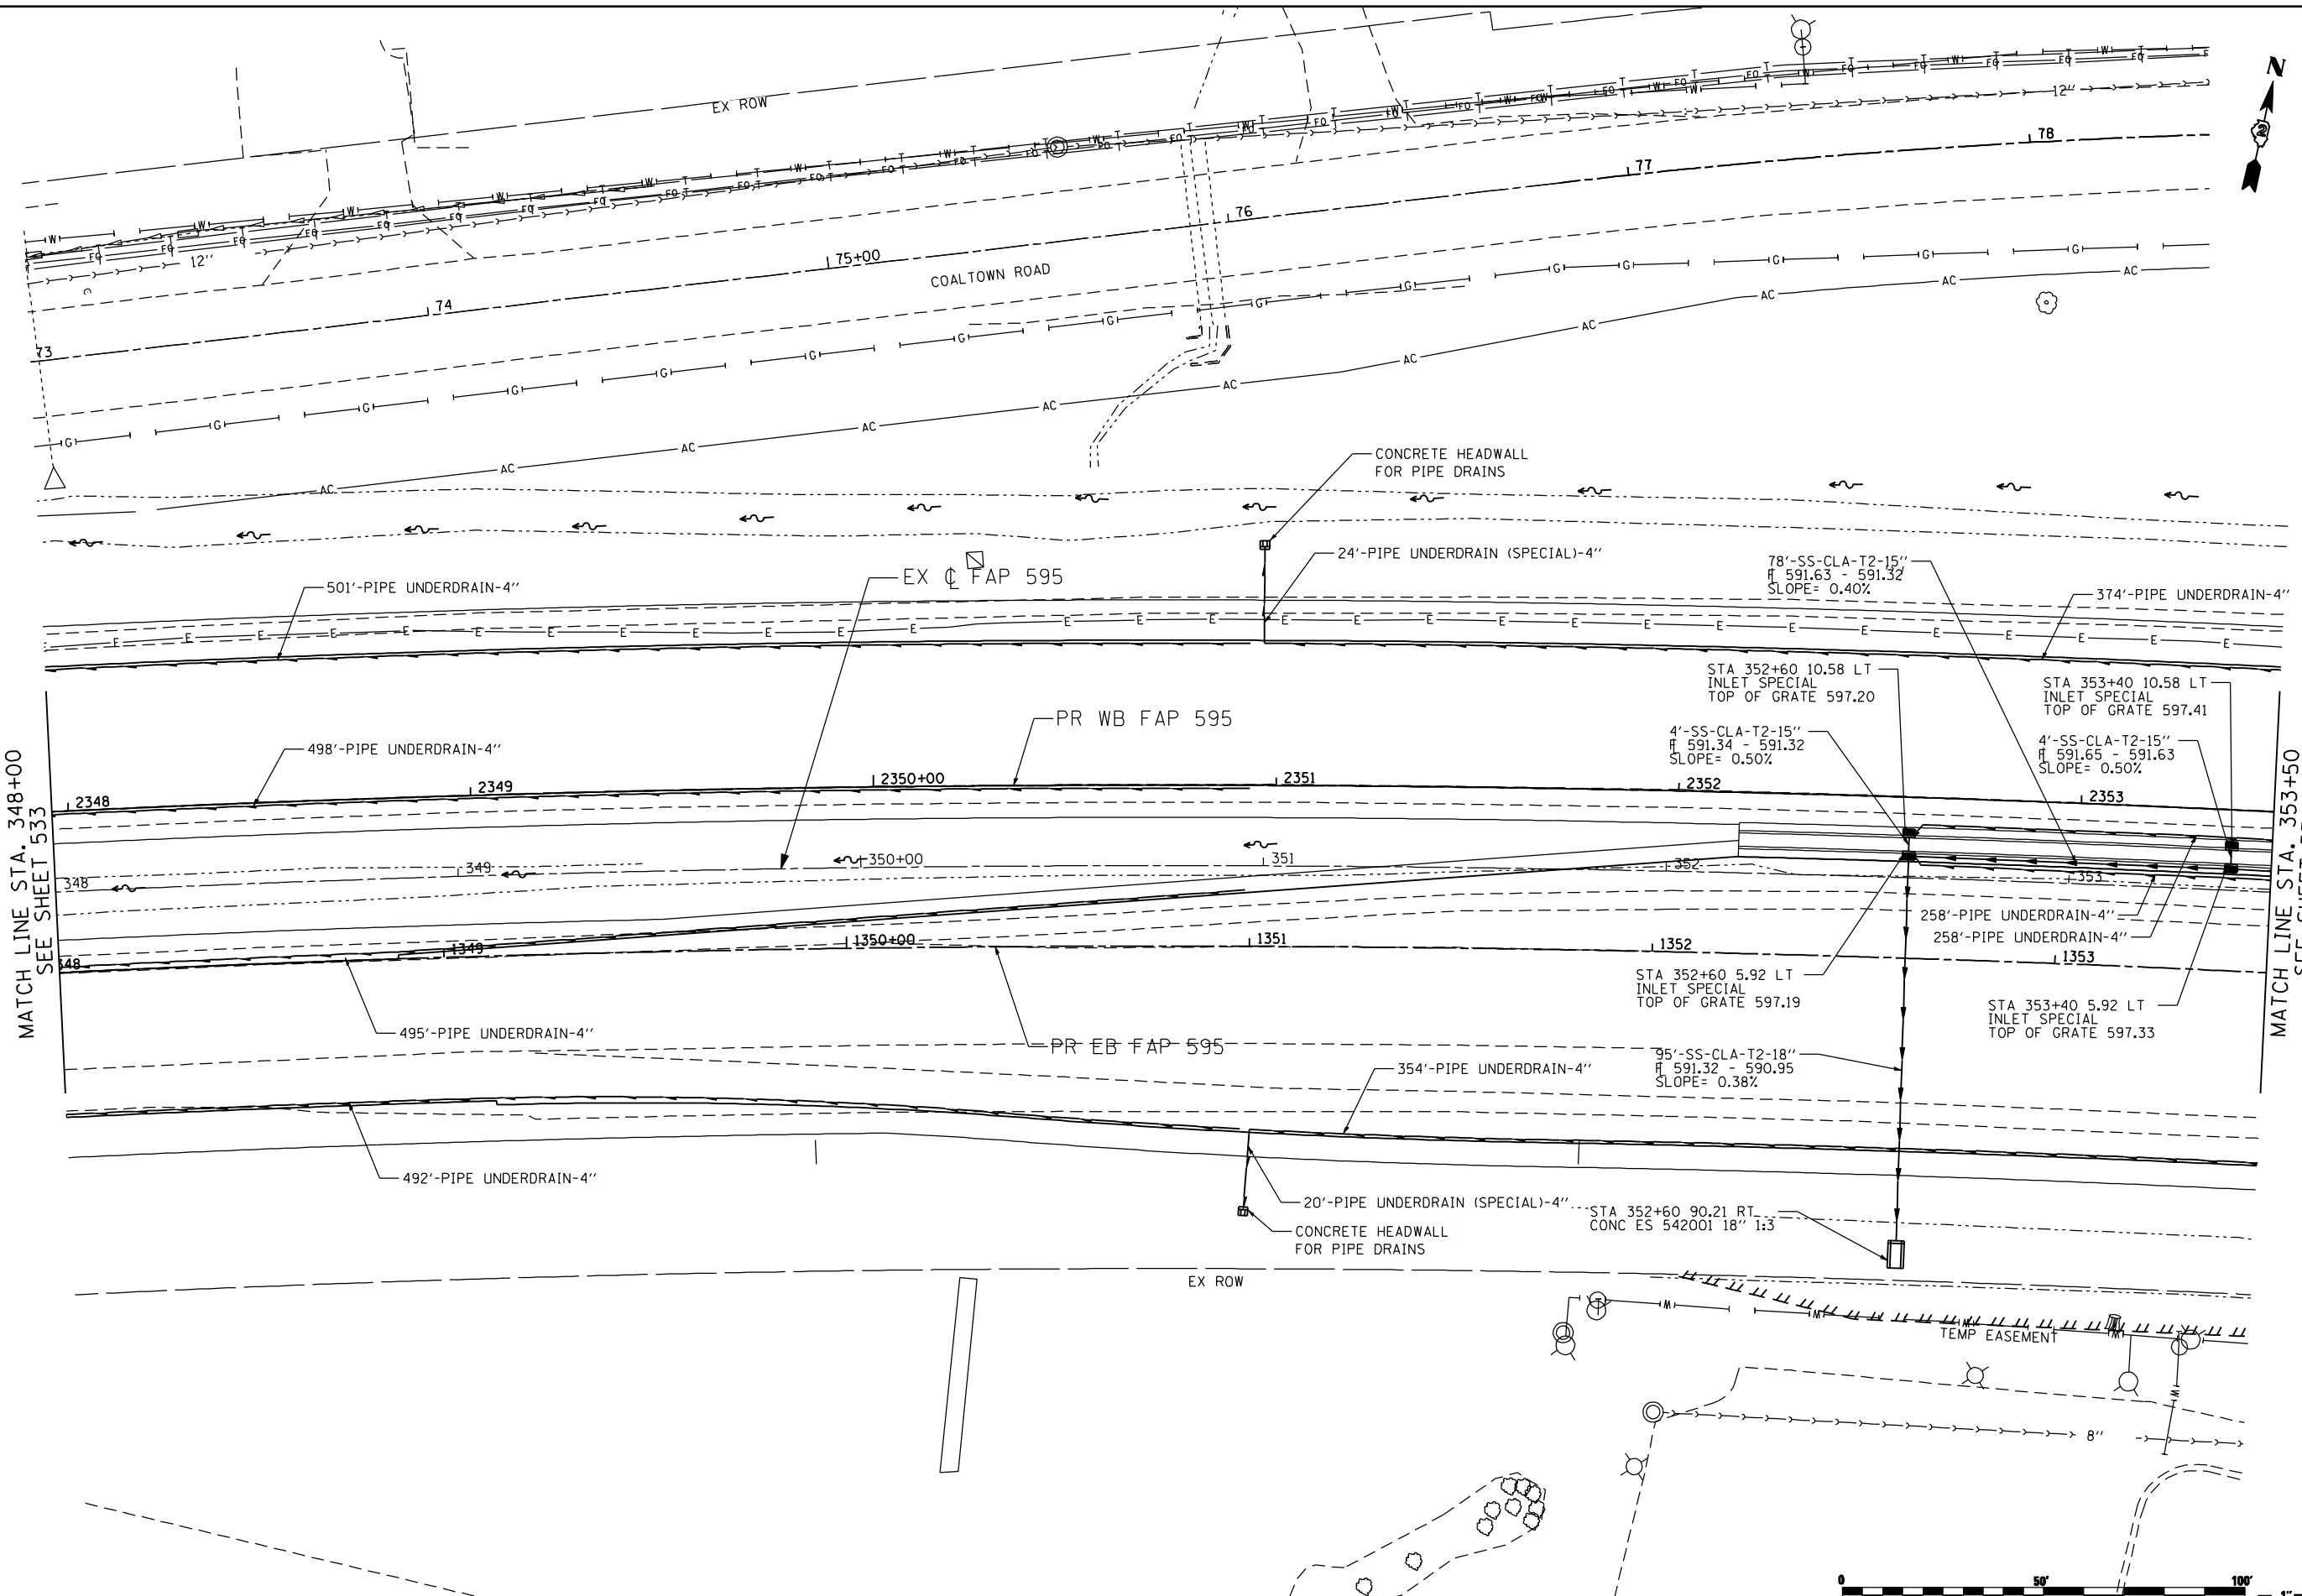 EX ROW
12"
N
2
78
77
76
75+00
COALTOWN ROAD
12"
74
73
CONCRETE HEADWALL
FOR PIPE DRAINS
24'-PIPE UNDERDRAIN (SPECIAL)-4"
78'-SS-CLA-T2-15"
591.63 - 591.32
SLOPE= 0.40%
EX ℄ FAP 595
501'-PIPE UNDERDRAIN-4"
374'-PIPE UNDERDRAIN-4"
STA 352+60 10.58 LT
INLET SPECIAL
TOP OF GRATE 597.20
STA 353+40 10.58 LT
INLET SPECIAL
TOP OF GRATE 597.41
PR WB FAP 595
4'-SS-CLA-T2-15"
591.34 - 591.32
SLOPE= 0.50%
4'-SS-CLA-T2-15"
591.65 - 591.63
SLOPE= 0.50%
498'-PIPE UNDERDRAIN-4"
2348
2349
2350+00
2351
2352
2353
MATCH LINE STA. 348+00
SEE SHEET 533
MATCH LINE STA. 353+50
348
349
350+00
351
352
353
258'-PIPE UNDERDRAIN-4"
258'-PIPE UNDERDRAIN-4"
1349
1350+00
1351
1352
1353
STA 352+60 5.92 LT
INLET SPECIAL
TOP OF GRATE 597.19
STA 353+40 5.92 LT
INLET SPECIAL
TOP OF GRATE 597.33
495'-PIPE UNDERDRAIN-4"
PR EB FAP 595
95'-SS-CLA-T2-18"
591.32 - 590.95
SLOPE= 0.38%
354'-PIPE UNDERDRAIN-4"
492'-PIPE UNDERDRAIN-4"
20'-PIPE UNDERDRAIN (SPECIAL)-4"
STA 352+60 90.21 RT
CONC ES 542001 18" 1:3
CONCRETE HEADWALL
FOR PIPE DRAINS
EX ROW
TEMP EASEMENT
8"
0 50' 100'